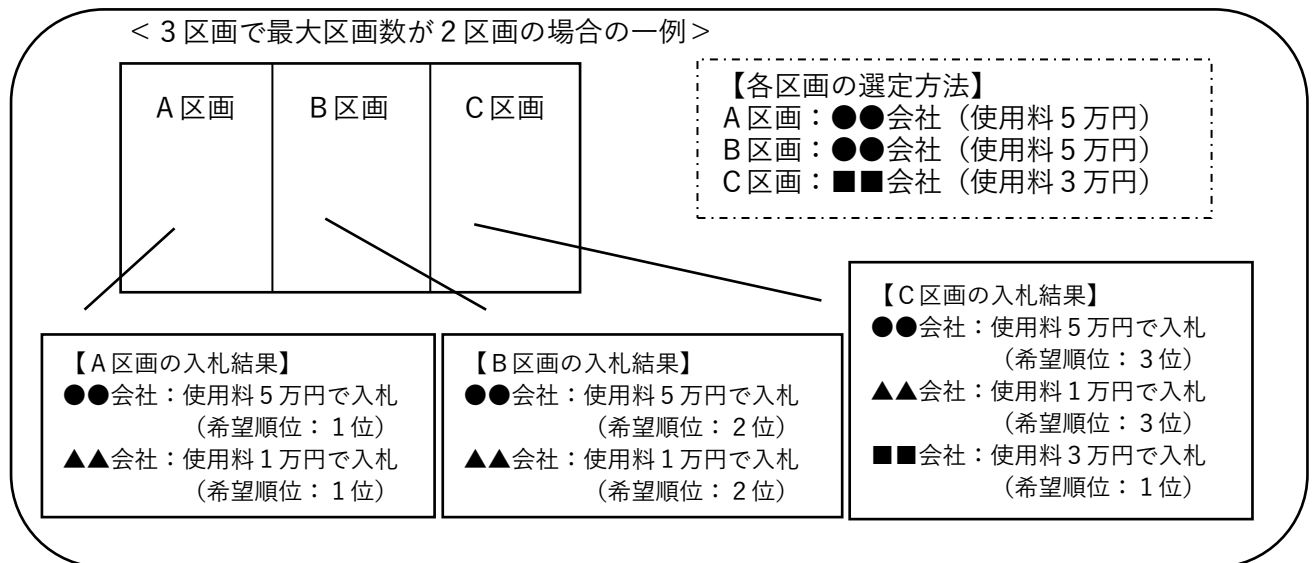 ＜３区画で最大区画数が２区画の場合の一例＞
A区画
B区画
C区画
【各区画の選定方法】
A区画：●●会社（使用料５万円）
B区画：●●会社（使用料５万円）
C区画：■■会社（使用料３万円）
【A区画の入札結果】
●●会社：使用料５万円で入札
（希望順位：１位）
▲▲会社：使用料１万円で入札
（希望順位：１位）
【B区画の入札結果】
●●会社：使用料５万円で入札
（希望順位：２位）
▲▲会社：使用料１万円で入札
（希望順位：２位）
【C区画の入札結果】
●●会社：使用料５万円で入札
（希望順位：３位）
▲▲会社：使用料１万円で入札
（希望順位：３位）
■■会社：使用料３万円で入札
（希望順位：１位）